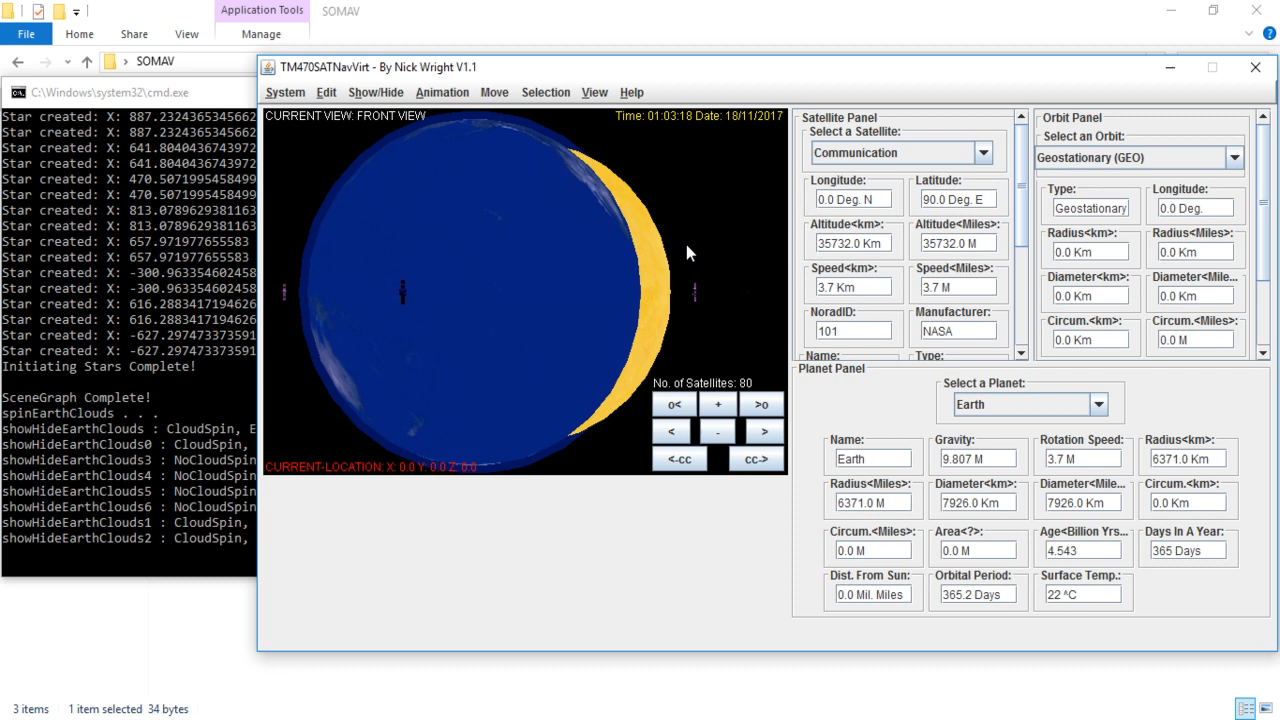 Application Tools
SOMAV
File
Home
Share
View
Manage
SOMAV
C:\Windows\system32\cmd.exe
Star created: X: 887.2324365345662
Star created: X: 887.2324365345662
Star created: X: 641.8040434697239
Star created: X: 641.8040434697239
Star created: X: 470.5071995458499
Star created: X: 470.5071995458499
Star created: X: 813.0789629381163
Star created: X: 813.0789629381163
Star created: X: 657.971977655583
Star created: X: 657.971977655583
Star created: X: -300.9633546024588
Star created: X: -300.9633546024588
Star created: X: 616.2883417194626
Star created: X: 616.2883417194626
Star created: X: -627.297473373591
Star created: X: -627.297473373591
Initiating Stars Complete!
SceneGraph Complete!
spinEarthClouds . . .
showHideEarthClouds : CloudSpin, E
showHideEarthClouds0 : CloudSpin,
showHideEarthClouds3 : NoCloudSpin
showHideEarthClouds4 : NoCloudSpin
showHideEarthClouds5 : NoCloudSpin
showHideEarthClouds6 : NoCloudSpin
showHideEarthClouds1 : CloudSpin,
showHideEarthClouds2 : CloudSpin,
TM470SATNavVirt - By Nick Wright V1.1
System Edit Show/Hide Animation Move Selection View Help
CURRENT VIEW: FRONT VIEW
Time: 01:03:18 Date: 18/11/2017
No. of Satellites: 80
o< + >o
< - >
<-cc cc->
CURRENT-LOCATION: X: 0.0 Y: 0.0 Z: 0.0
Satellite Panel
Select a Satellite:
Communication
Longitude: Latitude:
0.0 Deg. N 90.0 Deg. E
Altitude<km>: Altitude<Miles>:
35732.0 Km 35732.0 M
Speed<km>: Speed<Miles>:
3.7 Km 3.7 M
NoradID: Manufacturer:
101 NASA
Name: Type:
Orbit Panel
Select an Orbit:
Geostationary (GEO)
Type: Longitude:
Geostationary 0.0 Deg.
Radius<km>: Radius<Miles>:
0.0 Km 0.0 Km
Diameter<km>: Diameter<Mile...
0.0 Km 0.0 Km
Circum.<km>: Circum.<Miles>:
0.0 Km 0.0 M
Planet Panel
Select a Planet:
Earth
Name: Gravity: Rotation Speed: Radius<km>:
Earth 9.807 M 3.7 M 6371.0 Km
Radius<Miles>: Diameter<km>: Diameter<Mile... Circum.<km>:
6371.0 M 7926.0 Km 7926.0 Km 0.0 Km
Circum.<Miles>: Area<?>: Age<Billion Yrs... Days In A Year:
0.0 M 0.0 M 4.543 365 Days
Dist. From Sun: Orbital Period: Surface Temp.:
0.0 Mil. Miles 365.2 Days 22 ^C
3 items 1 item selected 34 bytes